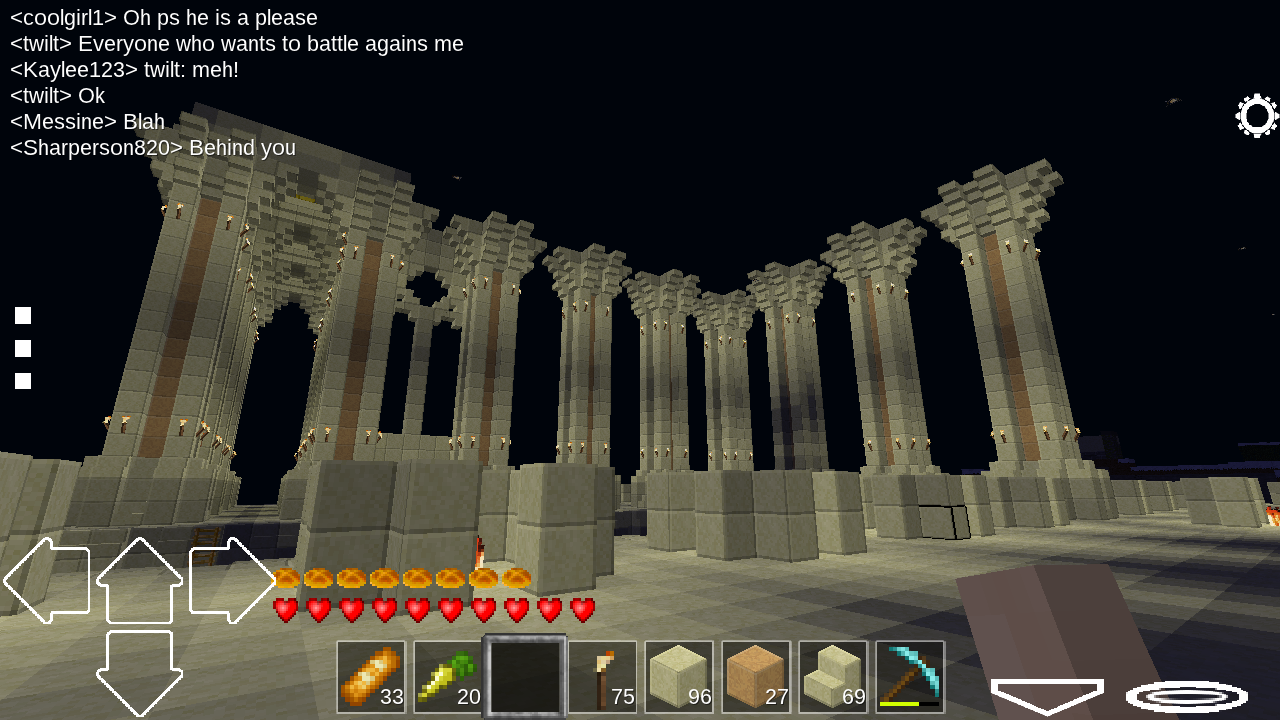 <coolgirl1> Oh ps he is a please
<twilt> Everyone who wants to battle agains me
<Kaylee123> twilt: meh!
<twilt> Ok
<Messine> Blah
<Sharperson820> Behind you
33 20 75 96 27 69